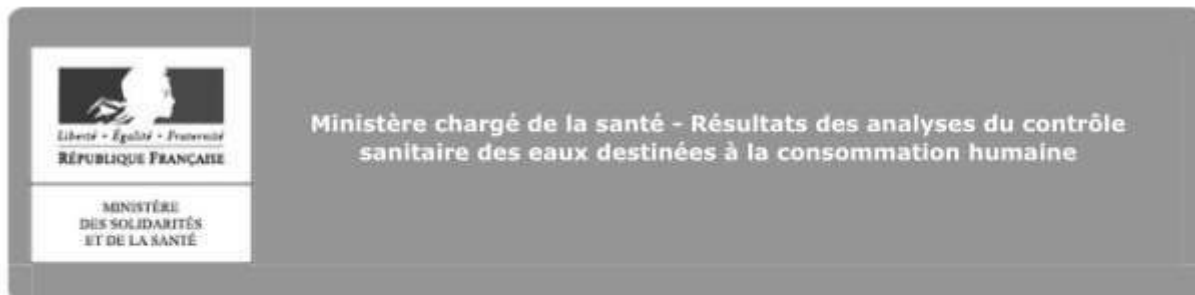 Liberté • Égalité • Fraternité
RÉPUBLIQUE FRANÇAISE
MINISTÈRE
DES SOLIDARITÉS
ET DE LA SANTÉ
Ministère chargé de la santé - Résultats des analyses du contrôle
sanitaire des eaux destinées à la consommation humaine